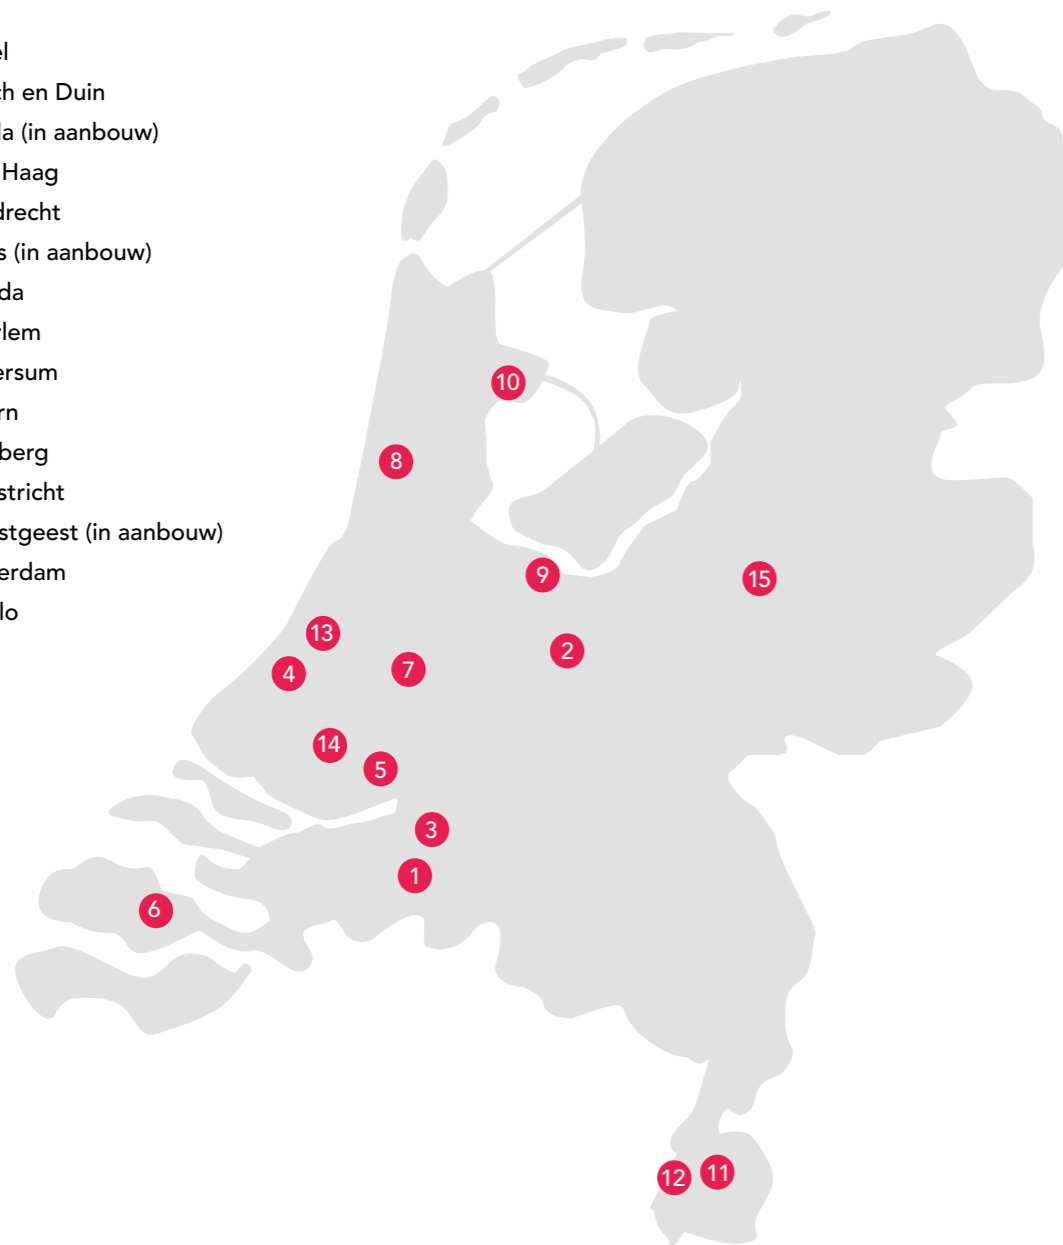 el
ch en Duin
la (in aanbouw)
Haag
drecht
s (in aanbouw)
da
rlem
ersum
rn
berg
stricht
stgeest (in aanbouw)
erdam
lo
10
8
9
15
13
2
4
7
14
5
3
1
6
12
11